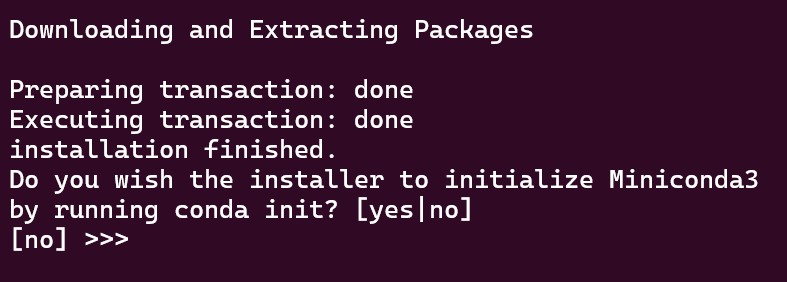 Downloading and Extracting Packages
Preparing transaction: done
Executing transaction: done
installation finished.
Do you wish the installer to initialize Miniconda3
by running conda init? [yes|no]
[no] >>>